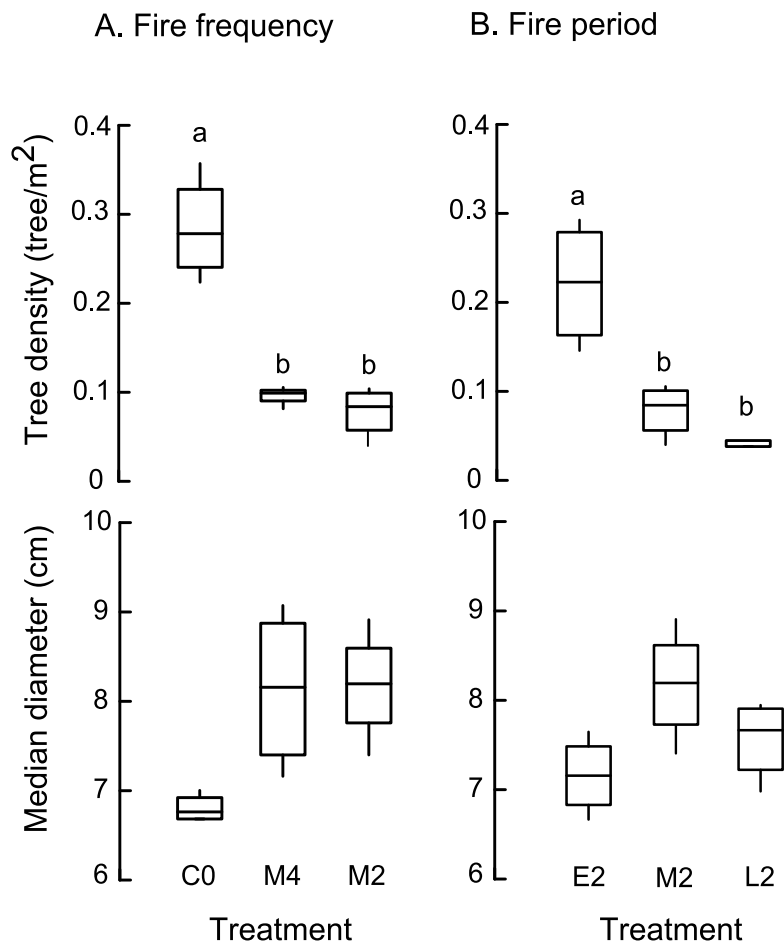 A. Fire frequency
B. Fire period
Tree density (tree/m²)
0.4
0.3
0.2
0.1
0
a
b
b
0.4
0.3
0.2
0.1
0
a
b
b
Median diameter (cm)
10
9
8
7
6
C0 M4 M2
Treatment
10
9
8
7
6
E2 M2 L2
Treatment